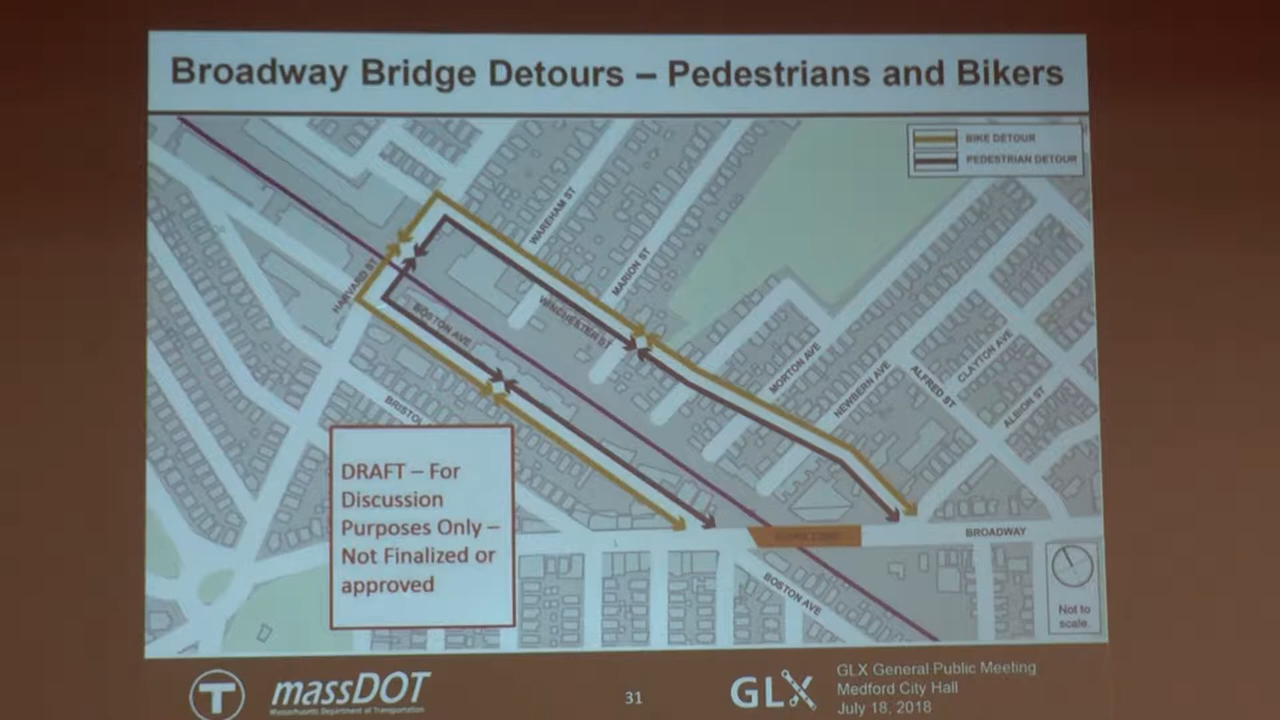 Broadway Bridge Detours – Pedestrians and Bikers
BIKE DETOUR
PEDESTRIAN DETOUR
WAREHAM ST
MARION ST
HARVARD ST
WINCHESTER ST
BOSTON AVE
MORTON AVE
NEWBERN AVE
ALFRED ST
CLAYTON AVE
ALBION ST
BRISTOL
DRAFT – For
Discussion
Purposes Only –
Not Finalized or
approved
BROADWAY
BOSTON AVE
Not to
scale.
T
massDOT
Massachusetts Department of Transportation
31
GLX
GLX General Public Meeting
Medford City Hall
July 18, 2018